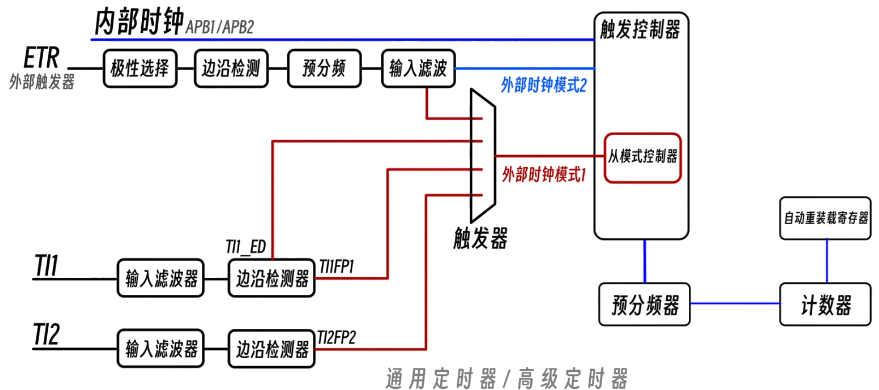 内部时钟 APB1/APB2
触发控制器
ETR
外部触发器
极性选择
边沿检测
预分频
输入滤波
外部时钟模式2
从模式控制器
外部时钟模式1
触发器
自动重装载寄存器
TI1_ED
TI1
输入滤波器
边沿检测器
TI1FP1
预分频器
计数器
TI2
输入滤波器
边沿检测器
TI2FP2
通用定时器/高级定时器